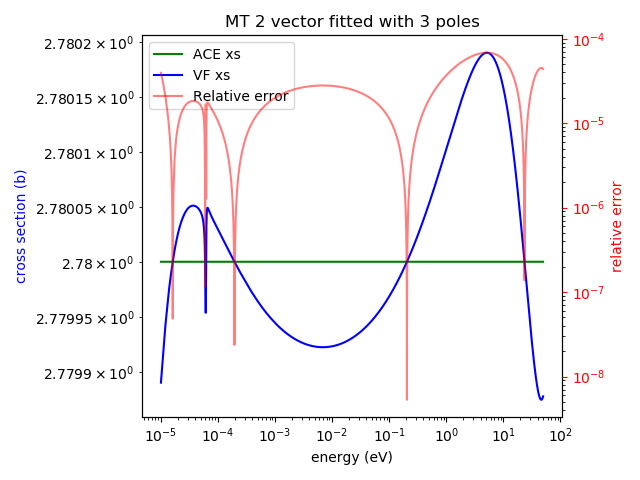 MT 2 vector fitted with 3 poles
ACE xs
VF xs
Relative error
2.7802 × 10⁰
2.78015 × 10⁰
2.7801 × 10⁰
2.78005 × 10⁰
2.78 × 10⁰
2.77995 × 10⁰
2.7799 × 10⁰
cross section (b)
10⁻⁴
10⁻⁵
10⁻⁶
10⁻⁷
10⁻⁸
relative error
10⁻⁵ 10⁻⁴ 10⁻³ 10⁻² 10⁻¹ 10⁰ 10¹ 10²
energy (eV)